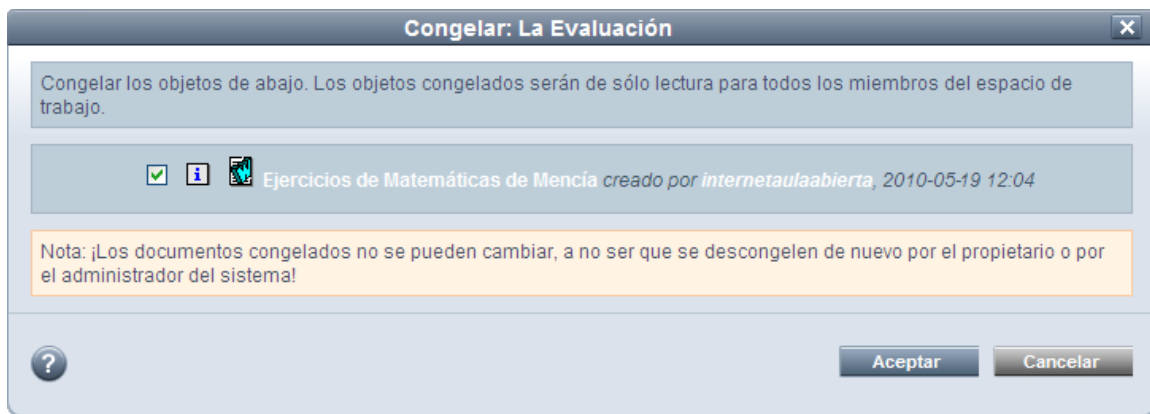 Congelar: La Evaluación
Congelar los objetos de abajo. Los objetos congelados serán de sólo lectura para todos los miembros del espacio de
trabajo.
Ejercicios de Matemáticas de Mencía creado por internetaulaabierta, 2010-05-19 12:04
Nota: ¡Los documentos congelados no se pueden cambiar, a no ser que se descongelen de nuevo por el propietario o por
el administrador del sistema!
? Aceptar Cancelar